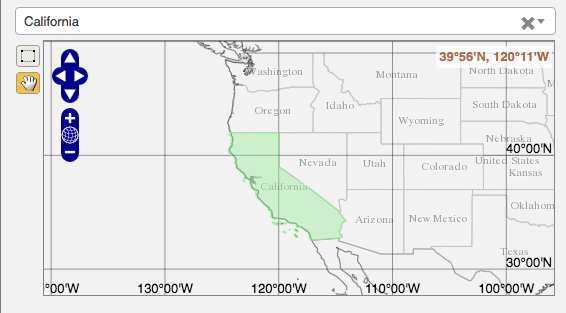 California
39°56'N, 120°11'W
Washington
Montana
North Dakota
Oregon
Idaho
South Dakota
Wyoming
Nebraska
40°00'N
Nevada
Utah
Colorado
United States
Kansas
California
Arizona
New Mexico
Oklahom
Texas
30°00'N
°00'W
130°00'W
120°00'W
110°00'W
100°00'W